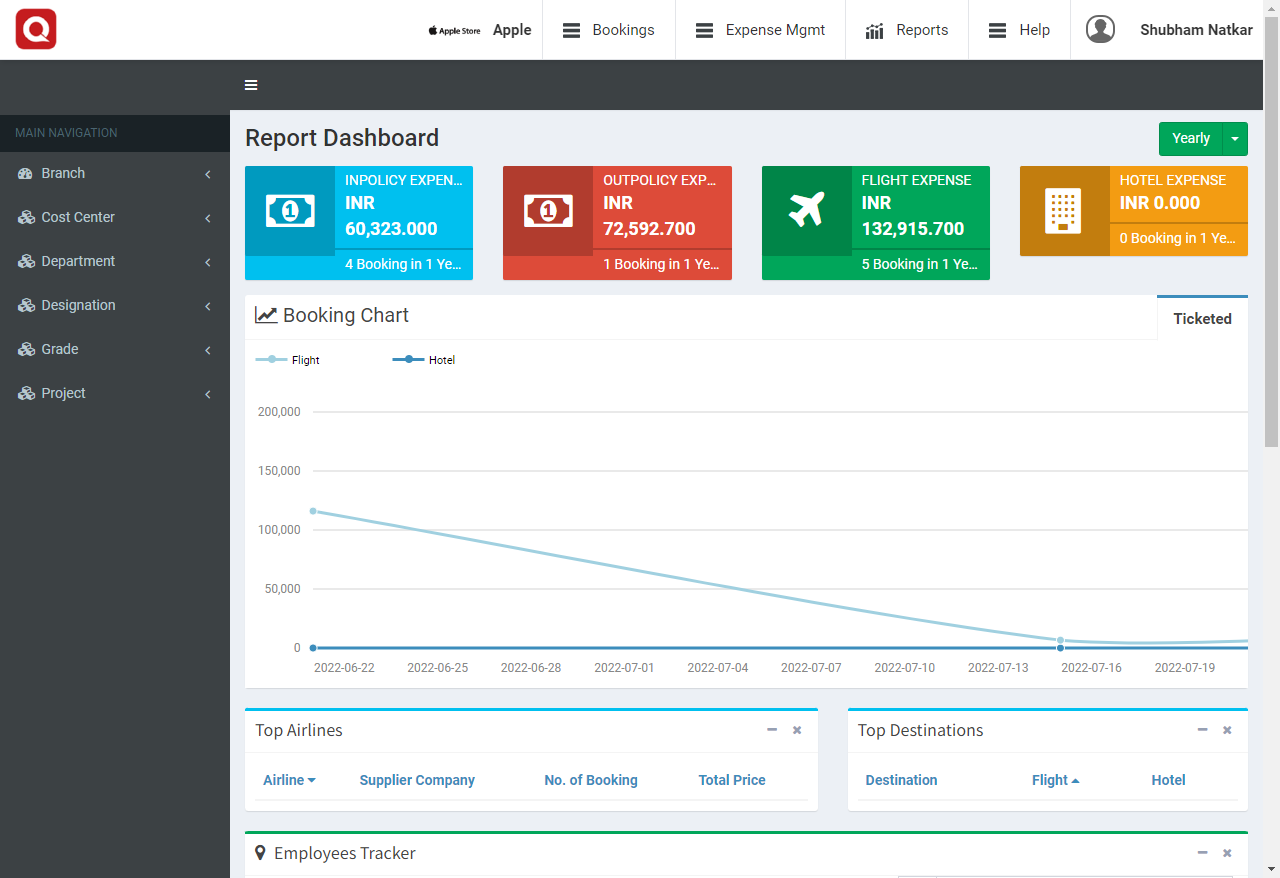 Apple Store Apple Bookings Expense Mgmt Reports Help Shubham Natkar
MAIN NAVIGATION
Branch
Cost Center
Department
Designation
Grade
Project
Report Dashboard
Yearly
INPOLICY EXPEN...
INR
60,323.000
4 Booking in 1 Ye...
OUTPOLICY EXP...
INR
72,592.700
1 Booking in 1 Ye...
FLIGHT EXPENSE
INR
132,915.700
5 Booking in 1 Ye...
HOTEL EXPENSE
INR 0.000
0 Booking in 1 Ye...
Booking Chart
Ticketed
Flight Hotel
200,000
150,000
100,000
50,000
0
2022-06-22 2022-06-25 2022-06-28 2022-07-01 2022-07-04 2022-07-07 2022-07-10 2022-07-13 2022-07-16 2022-07-19
Top Airlines
Airline Supplier Company No. of Booking Total Price
Top Destinations
Destination Flight Hotel
Employees Tracker